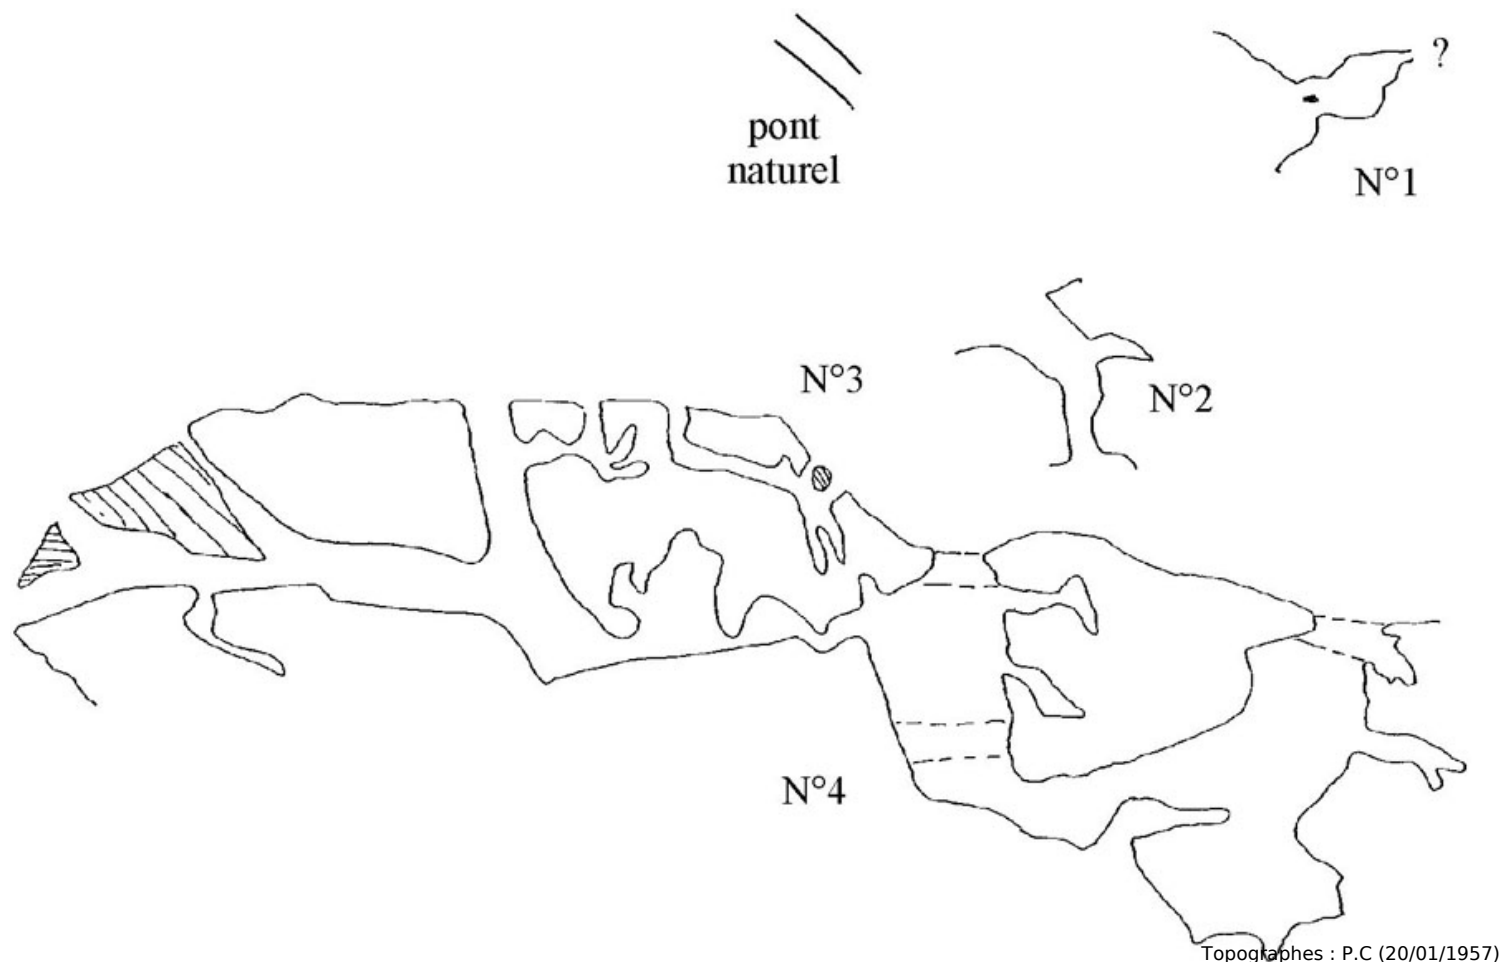 pont
naturel
?
N°1
N°3
N°2
N°4
Topographes : P.C (20/01/1957)